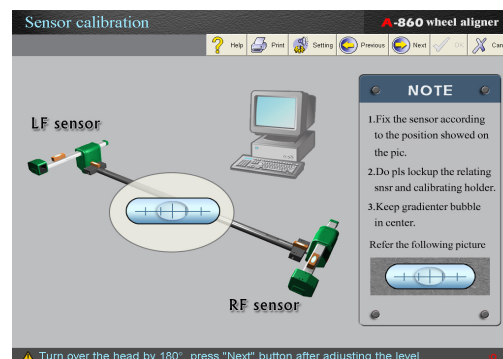 Sensor calibration
A-860 wheel aligner
Help
Print
Setting
Previous
Next
OK
Can
NOTE
LF sensor
1.Fix the sensor according
to the position showed on
the pic.
2.Do pls lockup the relating
snsr and calibrating holder.
3.Keep gradienter bubble
in center.
Refer the following picture
RF sensor
Turn over the head by 180°, press "Next" button after adjusting the level